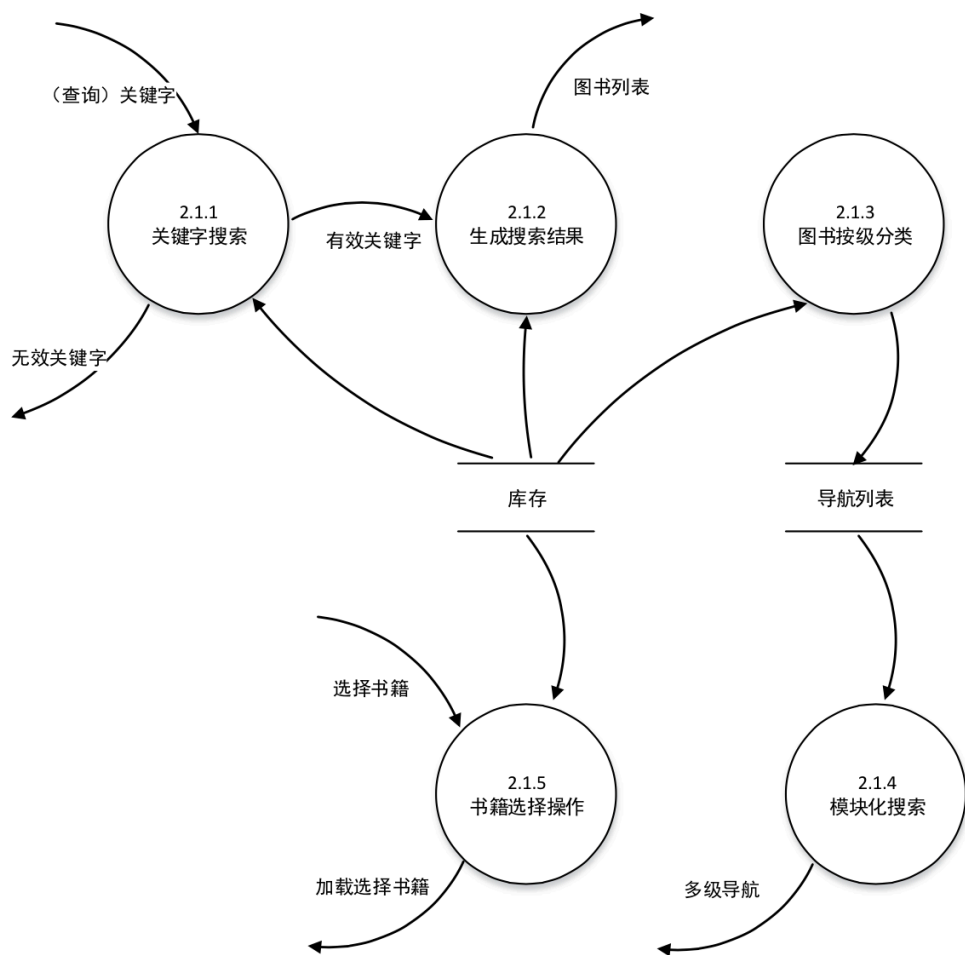 （查询）关键字
图书列表
2.1.1
关键字搜索
有效关键字
2.1.2
生成搜索结果
2.1.3
图书按级分类
无效关键字
库存
导航列表
选择书籍
2.1.5
书籍选择操作
2.1.4
模块化搜索
加载选择书籍
多级导航